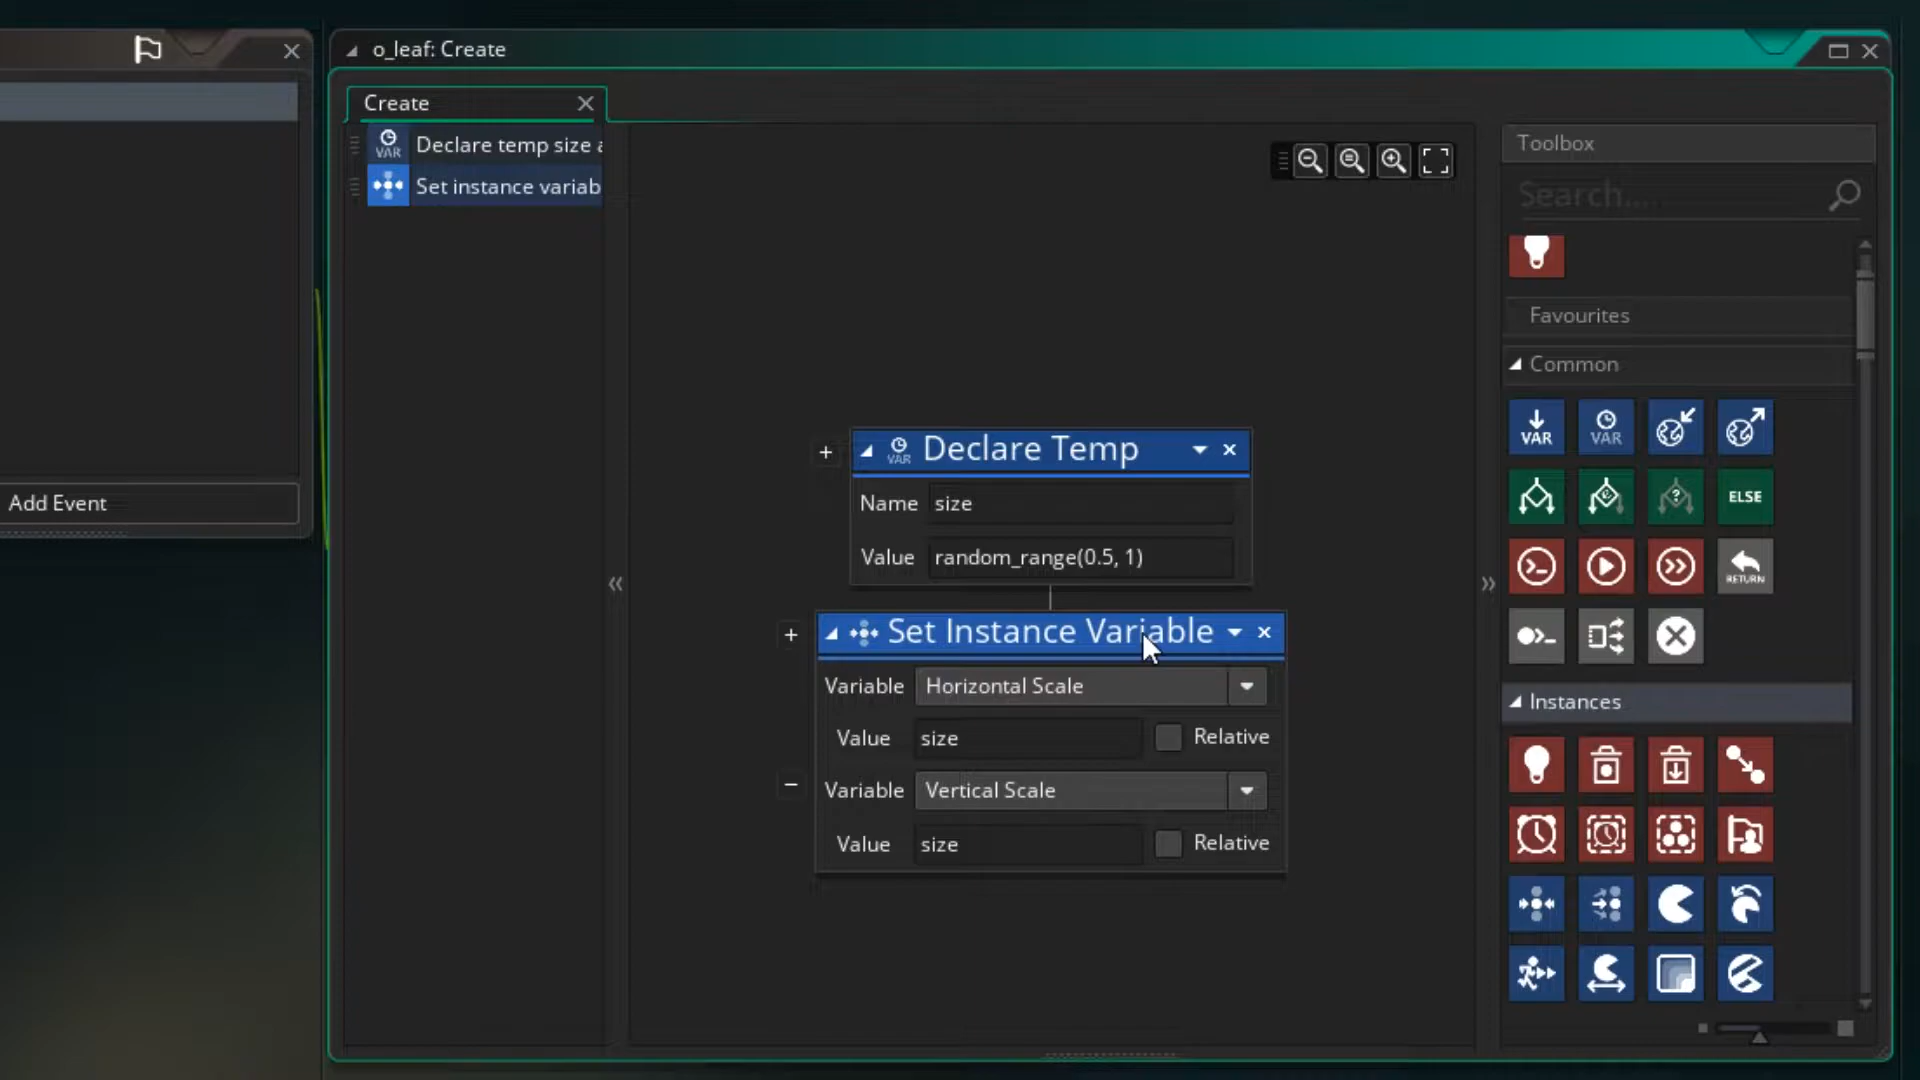 o_leaf: Create
Create
VAR Declare temp size a
Set instance variab
Add Event
Declare Temp
VAR
Name size
Value random_range(0.5, 1)
Set Instance Variable
Variable Horizontal Scale
Value size Relative
Variable Vertical Scale
Value size Relative
Toolbox
Search....
Favourites
Common
VAR VAR
ELSE
RETURN
Instances